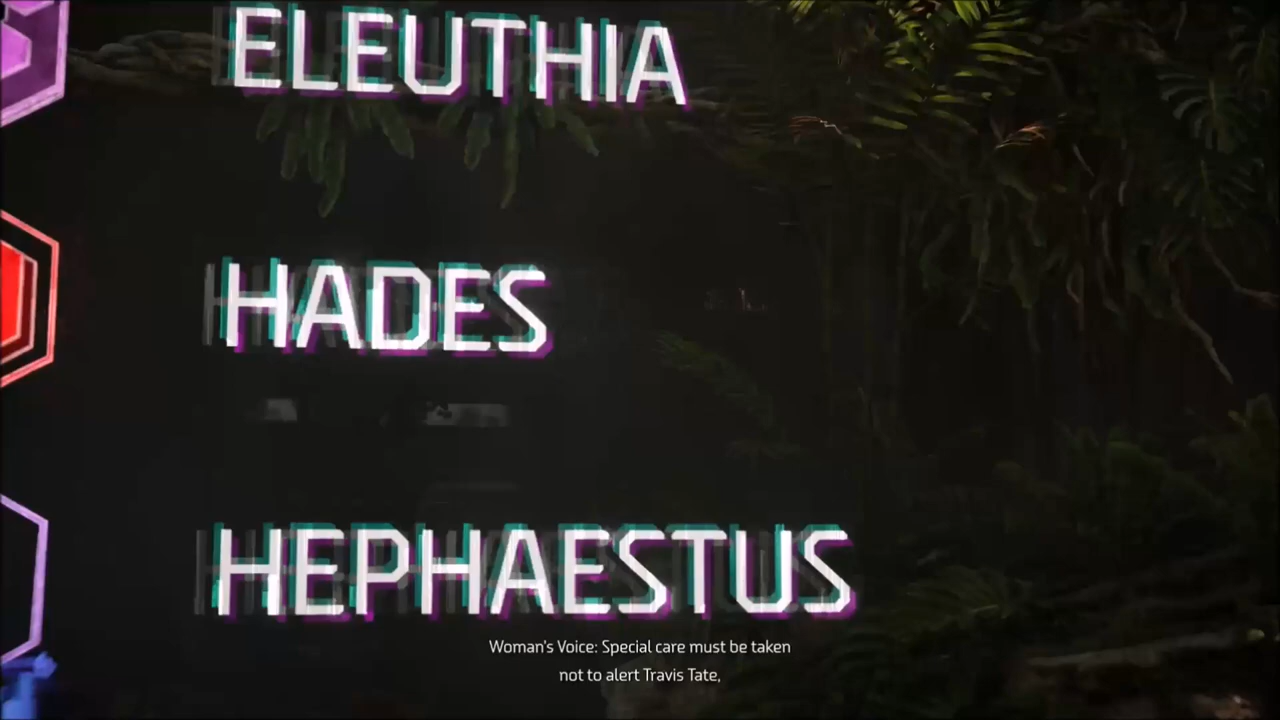 ELEUTHIA
HADES
HEPHAESTUS
Woman's Voice: Special care must be taken
not to alert Travis Tate,